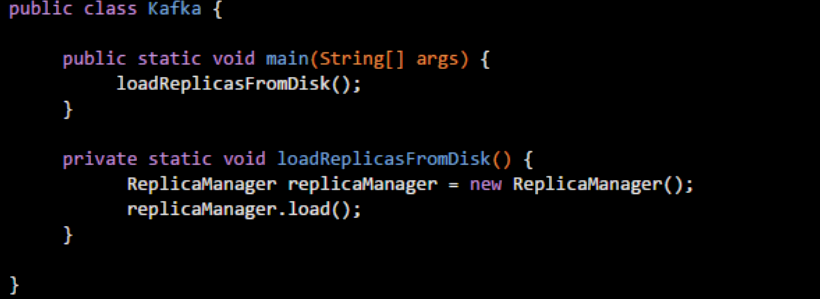 public class Kafka {
public static void main(String[] args) {
loadReplicasFromDisk();
}
private static void loadReplicasFromDisk() {
ReplicaManager replicaManager = new ReplicaManager();
replicaManager.load();
}
}